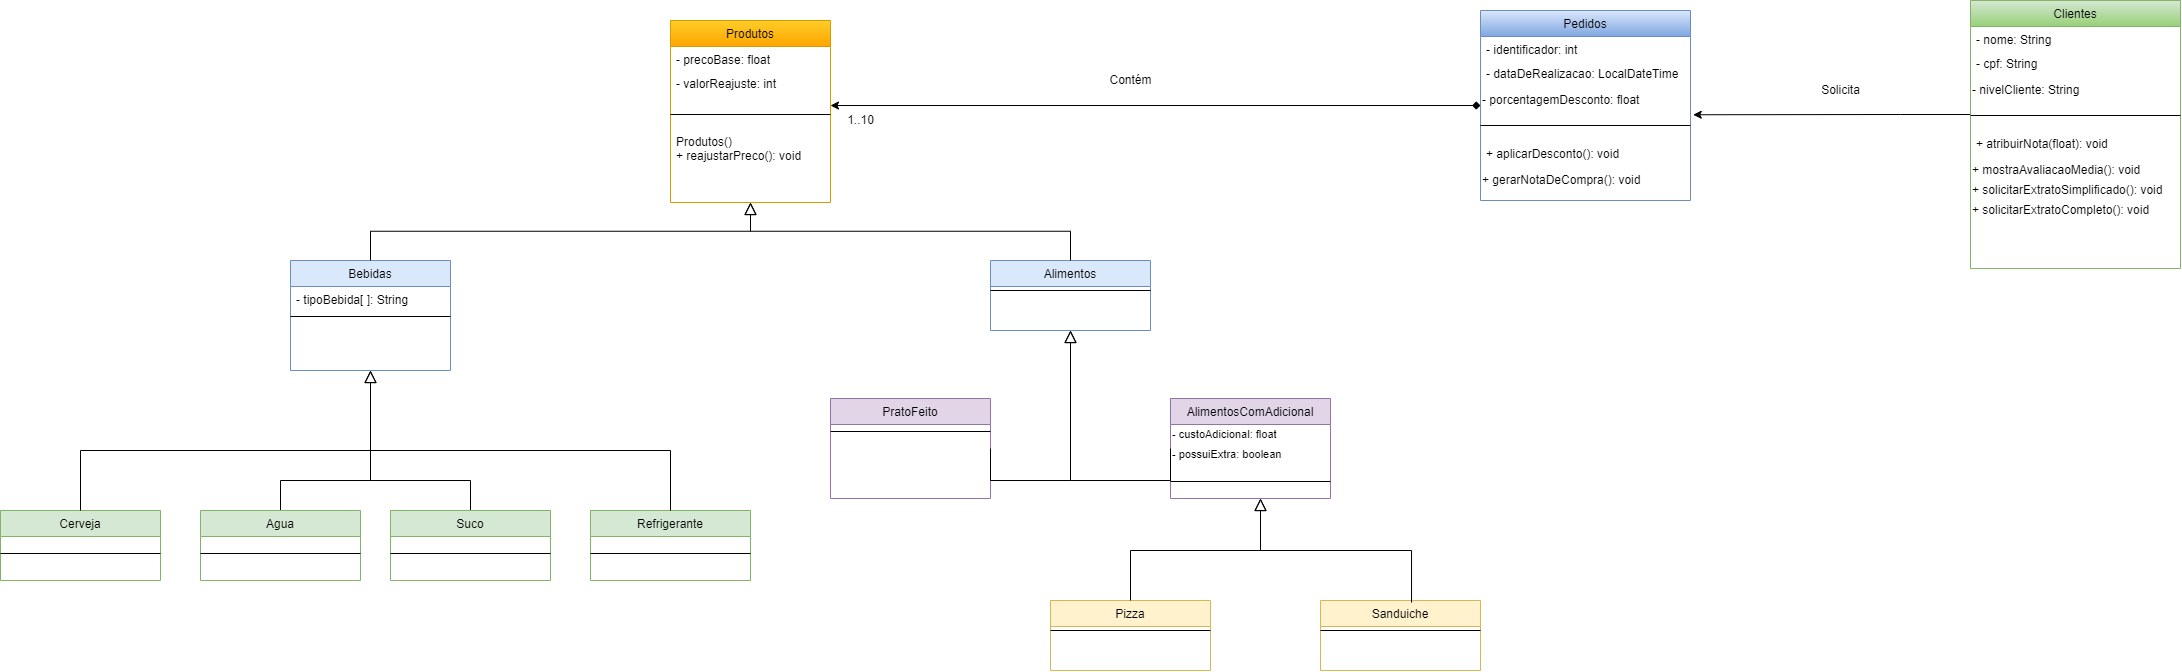 Produtos
- precoBase: float
- valorReajuste: int
Produtos()
+ reajustarPreco(): void
Contém
1..10
Pedidos
- identificador: int
- dataDeRealizacao: LocalDateTime
- porcentagemDesconto: float
+ aplicarDesconto(): void
+ gerarNotaDeCompra(): void
Solicita
Clientes
- nome: String
- cpf: String
- nivelCliente: String
+ atribuirNota(float): void
+ mostraAvaliacaoMedia(): void
+ solicitarExtratoSimplificado(): void
+ solicitarExtratoCompleto(): void
Bebidas
- tipoBebida[ ]: String
Alimentos
PratoFeito
AlimentosComAdicional
- custoAdicional: float
- possuiExtra: boolean
Cerveja
Agua
Suco
Refrigerante
Pizza
Sanduiche